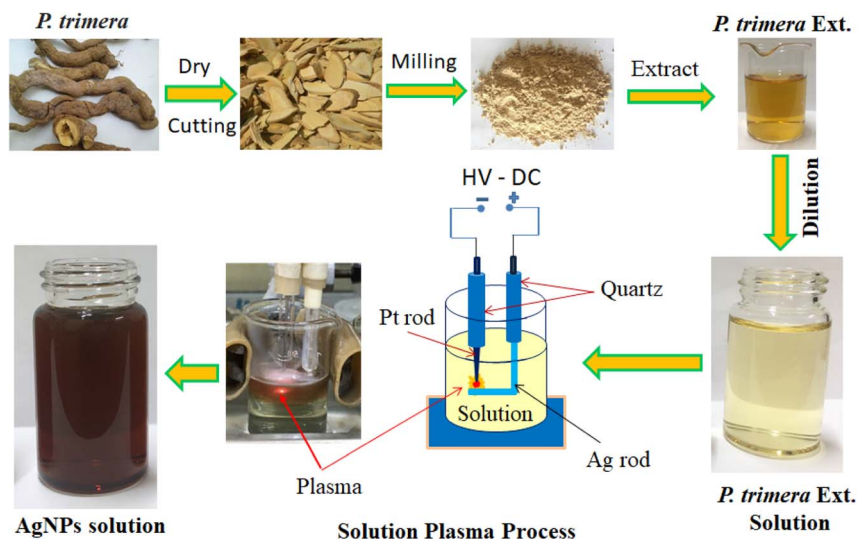 P. trimera
Dry
Cutting
Milling
Extract
P. trimera Ext.
Dilution
HV - DC
– +
Quartz
Pt rod
Solution
Ag rod
Plasma
AgNPs solution
Solution Plasma Process
P. trimera Ext.
Solution